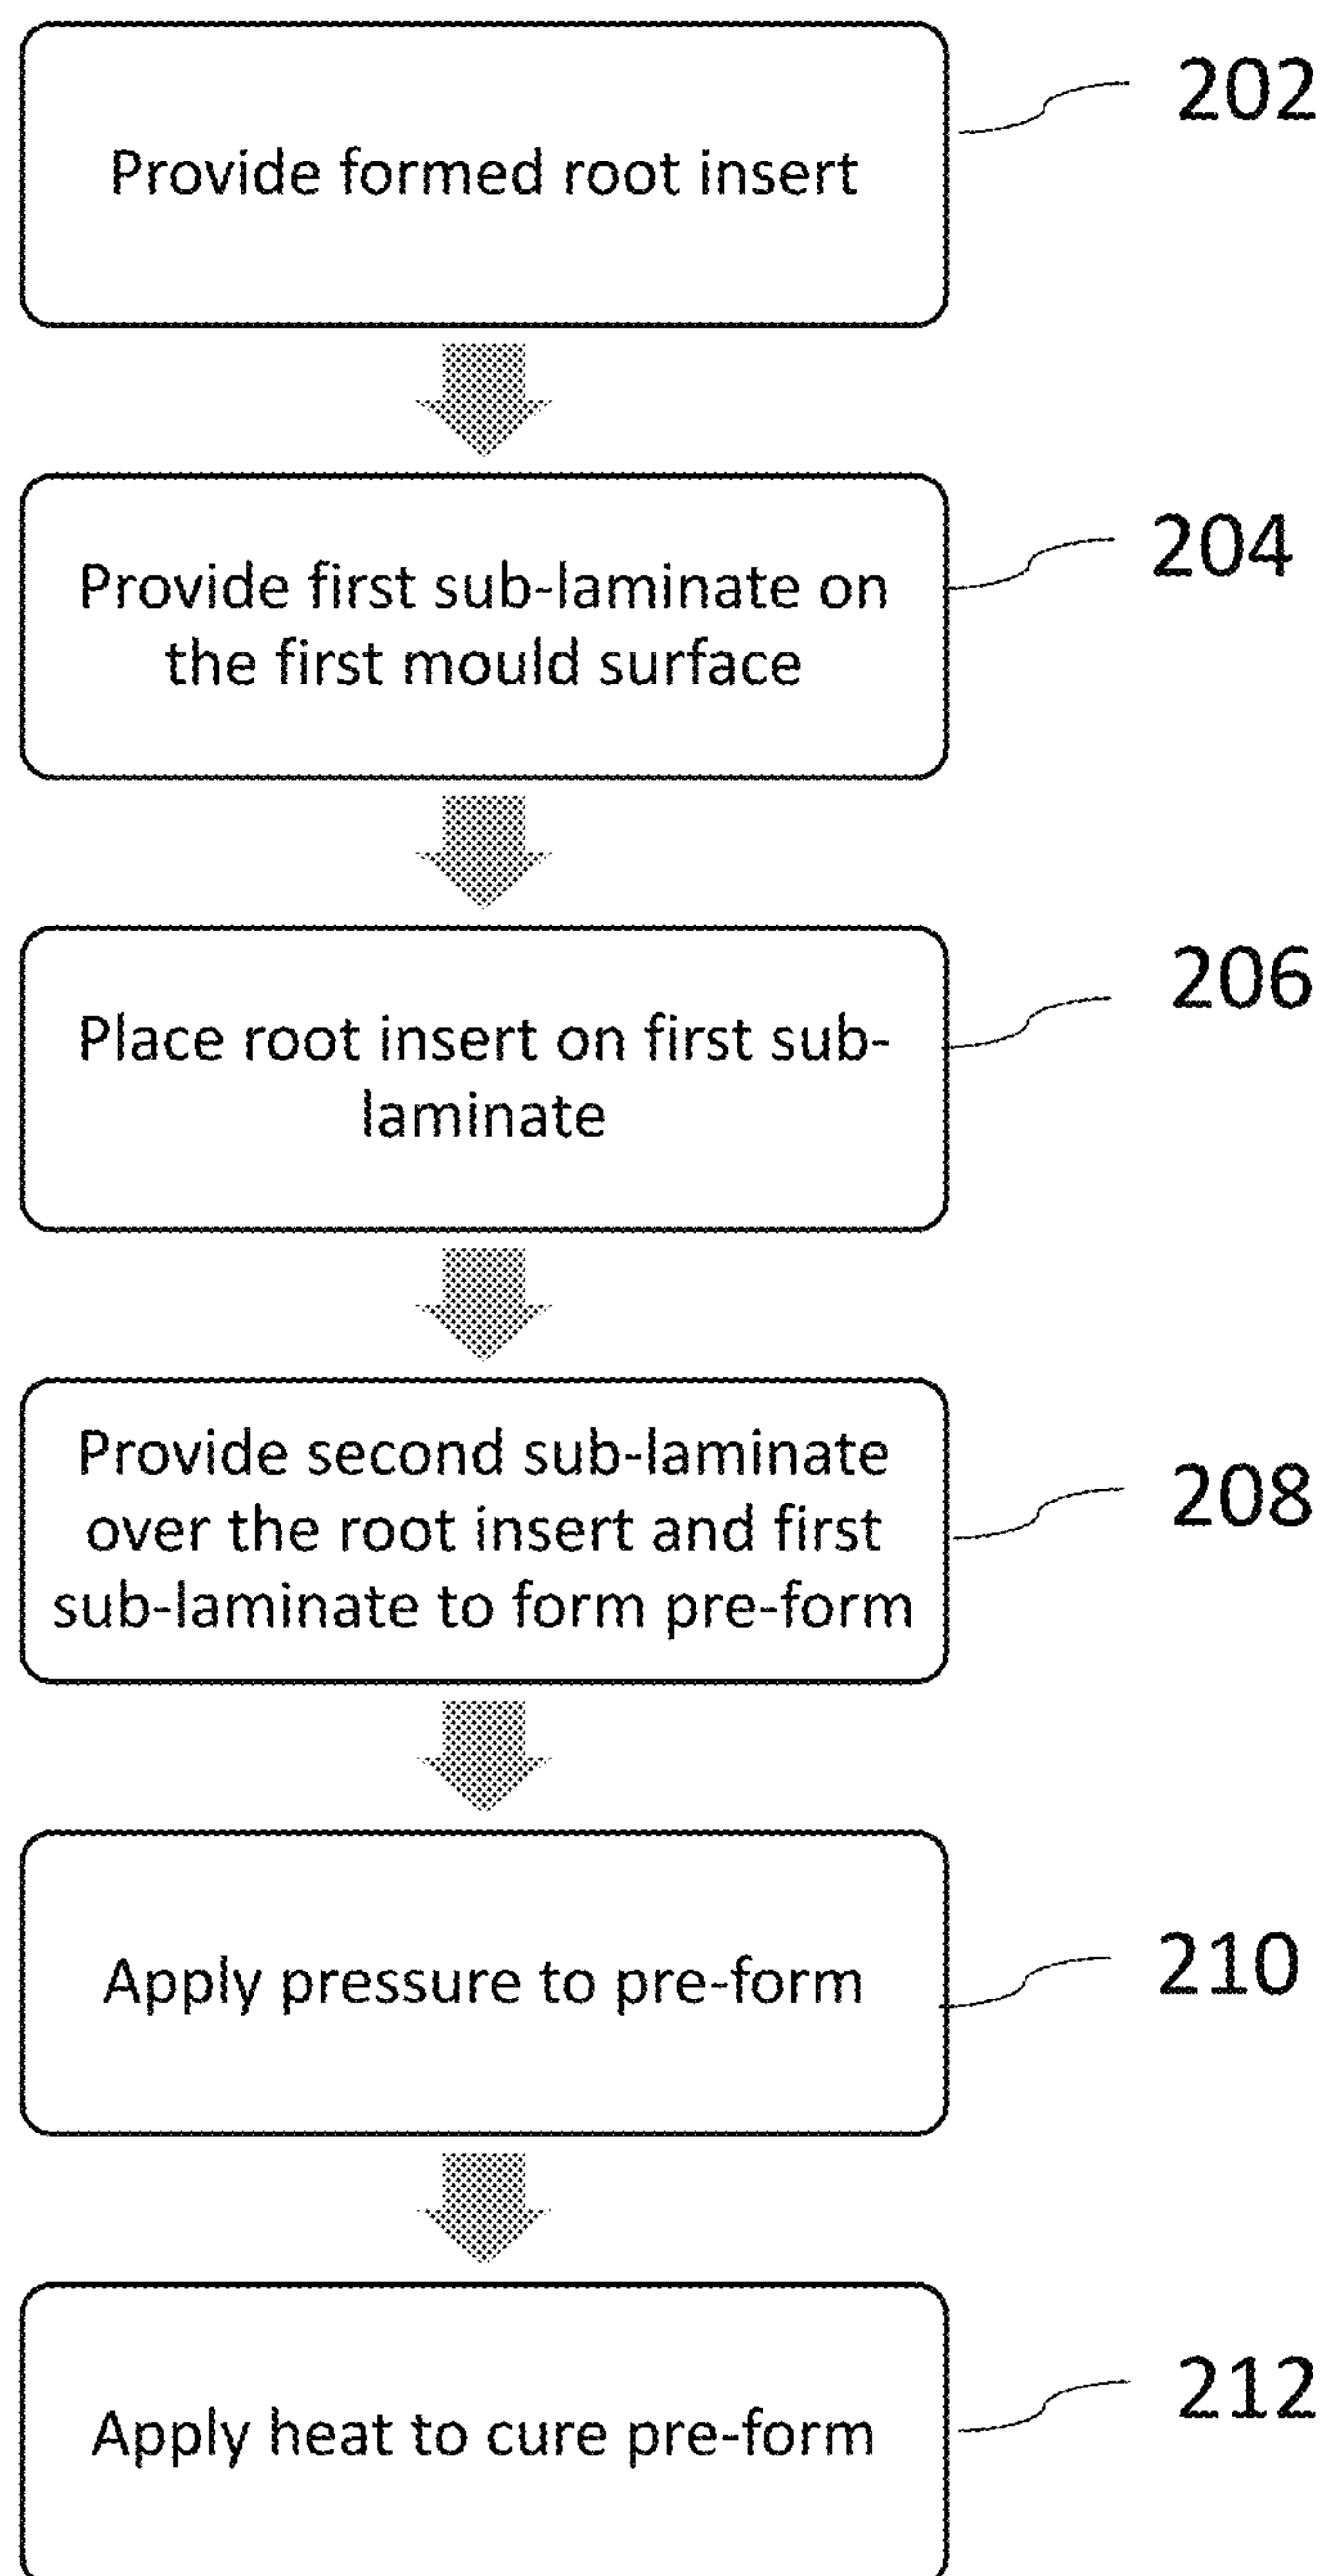 Provide formed root insert
202
Provide first sub-laminate on
the first mould surface
204
Place root insert on first sub-
laminate
206
Provide second sub-laminate
over the root insert and first
sub-laminate to form pre-form
208
Apply pressure to pre-form
210
Apply heat to cure pre-form
212